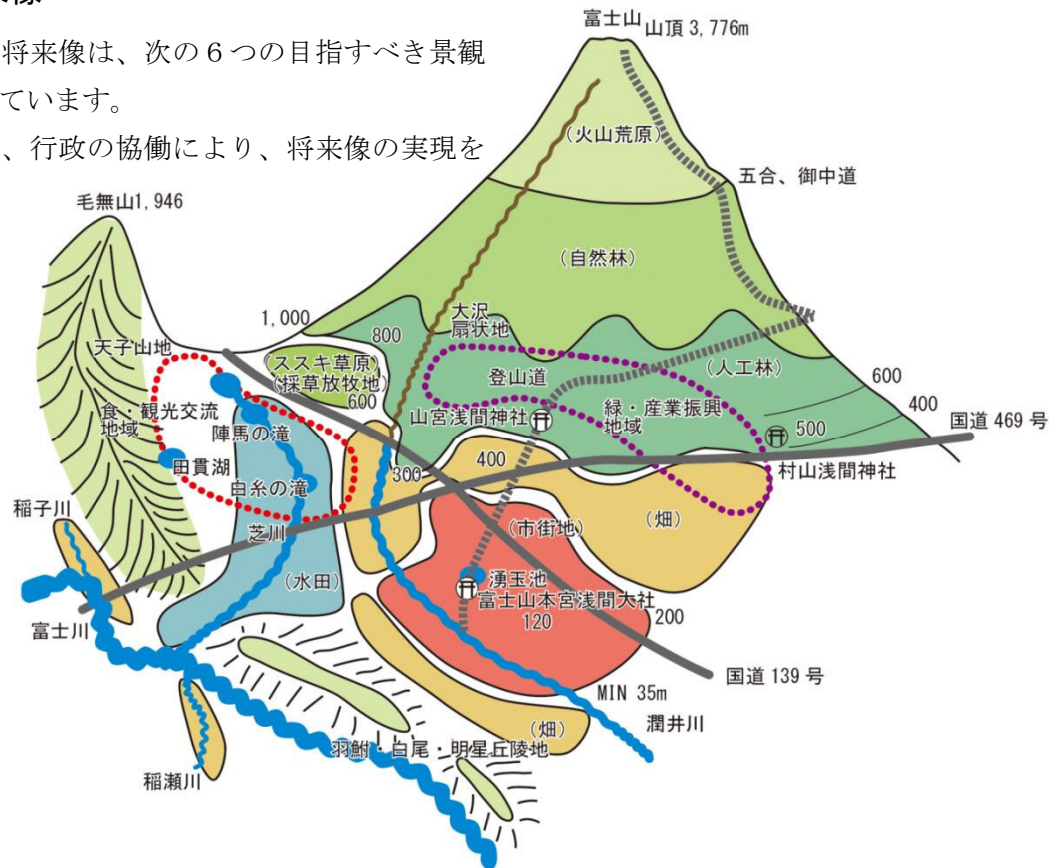 将来像は、次の６つの目指すべき景観
ています。
、行政の協働により、将来像の実現を
富士山
山頂 3,776m
(火山荒原)
五合、御中道
毛無山1,946
(自然林)
1,000
800
大沢
扇状地
天子山地
(ススキ草原)
(採草放牧地)
600
登山道
(人工林)
600
400
食・観光交流
地域
陣馬の滝
山宮浅間神社
緑・産業振興
地域
500
国道 469 号
田貫湖
300
400
村山浅間神社
白糸の滝
稲子川
芝川
(市街地)
(畑)
(水田)
湧玉池
富士山本宮浅間大社
120
200
富士川
国道 139 号
MIN 35m
(畑)
潤井川
羽鮒・白尾・明星丘陵地
稲瀬川